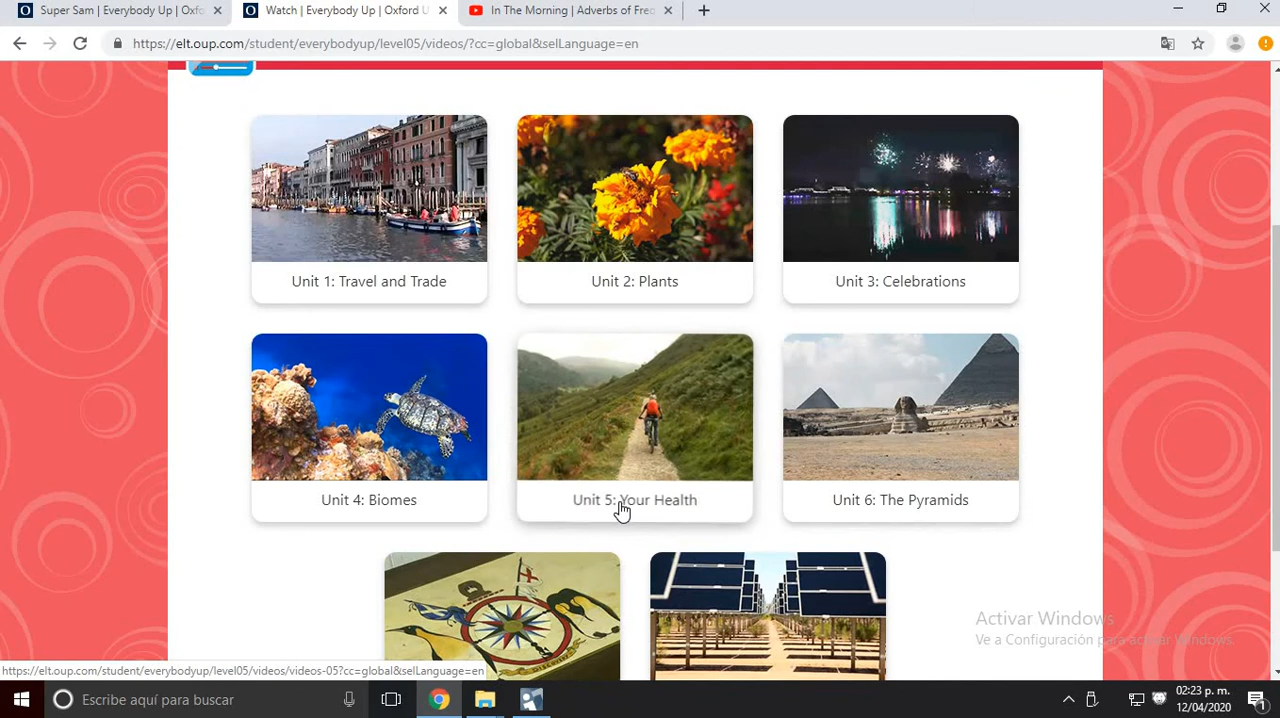 Super Sam | Everybody Up | Oxfo
Watch | Everybody Up | Oxford U
In The Morning | Adverbs of Freq
https://elt.oup.com/student/everybodyup/level05/videos/?cc=global&selLanguage=en
Unit 1: Travel and Trade
Unit 2: Plants
Unit 3: Celebrations
Unit 4: Biomes
Unit 5: Your Health
Unit 6: The Pyramids
Activar Windows
Ve a Configuración para activar Windows.
https://elt.oup.com/student/everybodyup/level05/videos/videos-05?cc=global&selLanguage=en
Escribe aquí para buscar
02:23 p. m.
12/04/2020
1